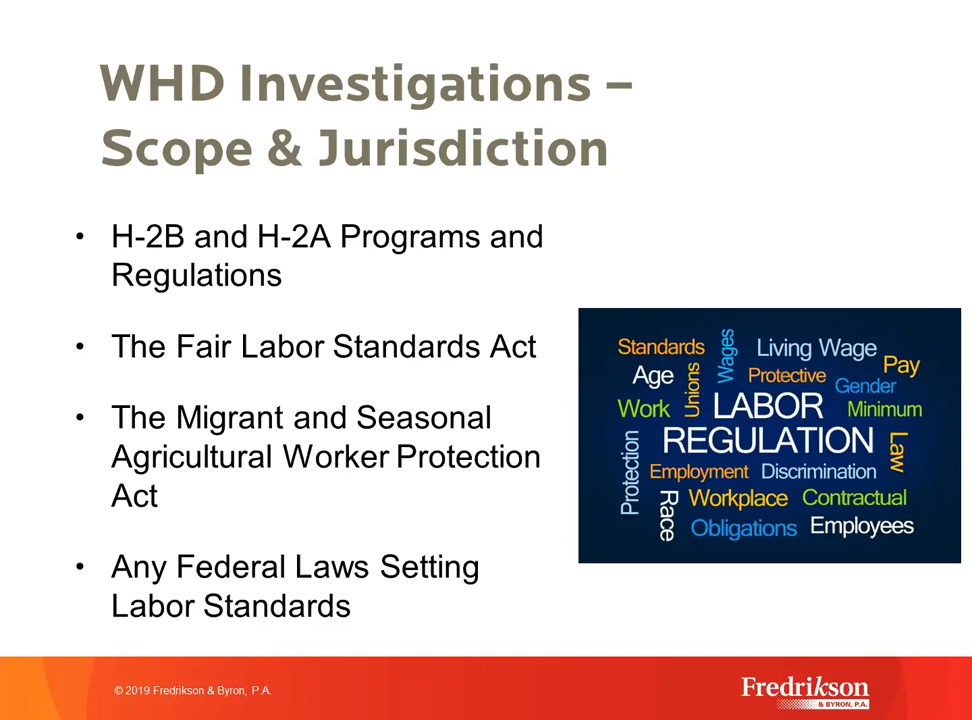 WHD Investigations –
Scope & Jurisdiction
• H-2B and H-2A Programs and
Regulations
• The Fair Labor Standards Act
• The Migrant and Seasonal
Agricultural Worker Protection
Act
• Any Federal Laws Setting
Labor Standards
Standards
Wages
Living Wage
Pay
Age
Unions
Protective
Gender
Work
LABOR
Minimum
REGULATION
Law
Protection
Employment
Discrimination
Race
Workplace
Contractual
Obligations
Employees
© 2019 Fredrikson & Byron, P.A.
Fredrikson
& BYRON, P.A.